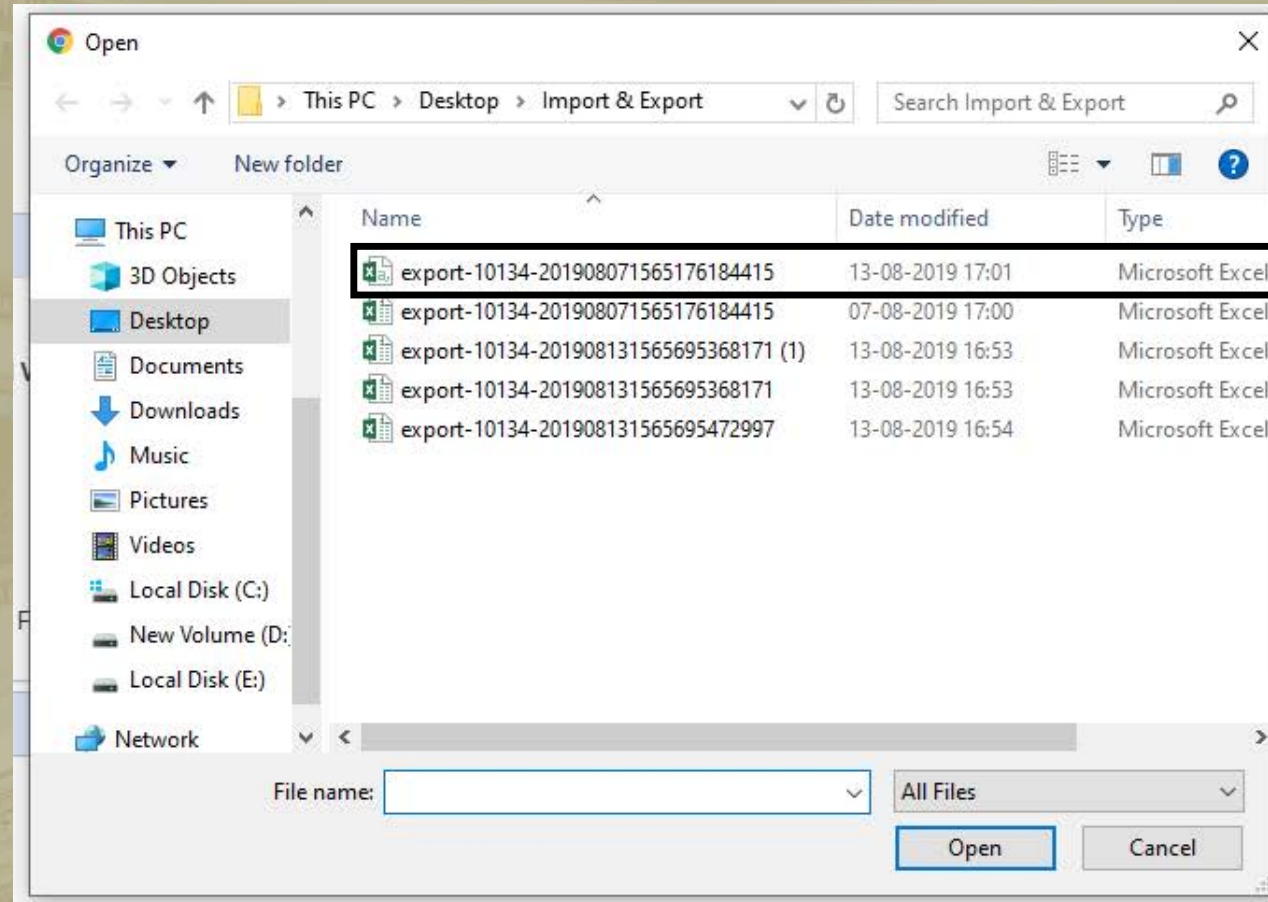 Open
This PC > Desktop > Import & Export
Search Import & Export
Organize
New folder
Name
Date modified
Type
This PC
3D Objects
Desktop
Documents
Downloads
Music
Pictures
Videos
Local Disk (C:)
New Volume (D:
Local Disk (E:)
Network
export-10134-201908071565176184415 13-08-2019 17:01 Microsoft Excel
export-10134-201908071565176184415 07-08-2019 17:00 Microsoft Excel
export-10134-201908131565695368171 (1) 13-08-2019 16:53 Microsoft Excel
export-10134-201908131565695368171 13-08-2019 16:53 Microsoft Excel
export-10134-201908131565695472997 13-08-2019 16:54 Microsoft Excel
File name:
All Files
Open
Cancel